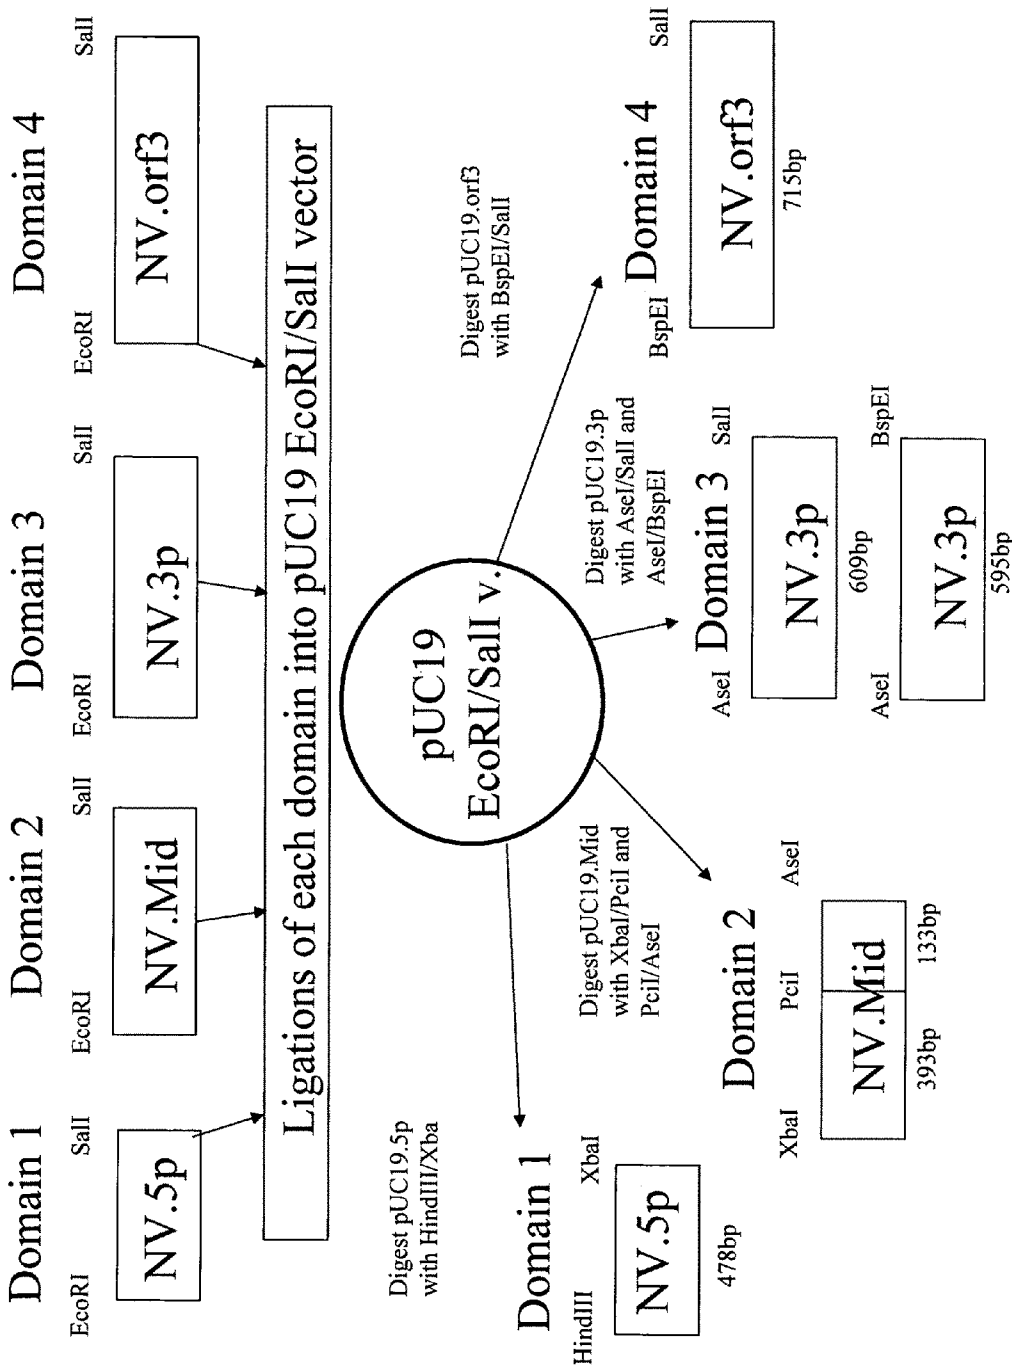 Domain 1
Domain 2
Domain 3
Domain 4
EcoRI
SalI
EcoRI
SalI
EcoRI
SalI
EcoRI
SalI
NV.5p
NV.Mid
NV.3p
NV.orf3
Ligations of each domain into pUC19 EcoRI/SalI vector
pUC19
EcoRI/SalI v.
Digest pUC19.5p
with HindIII/Xba
Digest pUC19.Mid
with XbaI/PciI and
PciI/AseI
Digest pUC19.3p
with AseI/SalI and
AseI/BspEI
Digest pUC19.orf3
with BspEI/SalI
Domain 1
HindIII
XbaI
NV.5p
478bp
Domain 2
XbaI
PciI
AseI
NV.Mid
393bp
133bp
Domain 3
AseI
SalI
NV.3p
609bp
AseI
BspEI
NV.3p
595bp
Domain 4
BspEI
SalI
NV.orf3
715bp